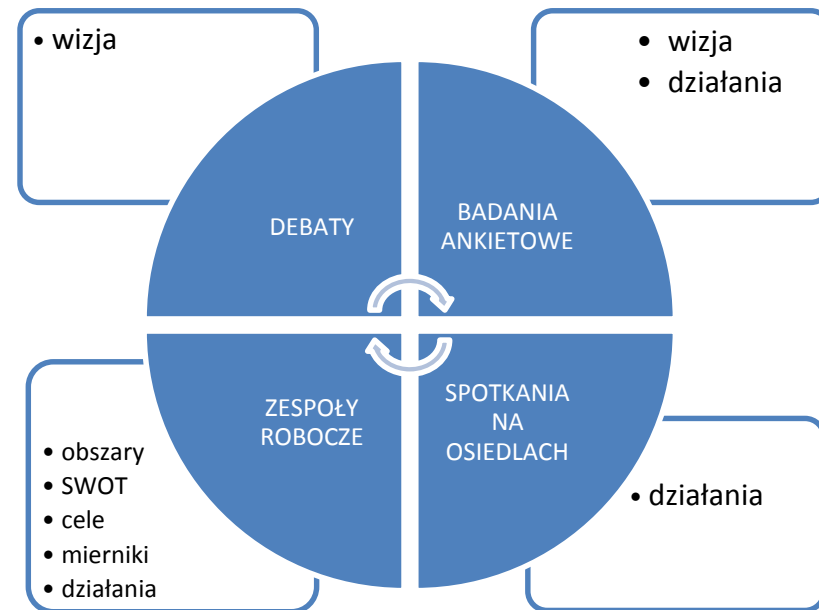 • wizja
• wizja
• działania
DEBATY
BADANIA
ANKIETOWE
ZESPOŁY
ROBOCZE
SPOTKANIA
NA
OSIEDLACH
• obszary
• SWOT
• cele
• mierniki
• działania
• działania